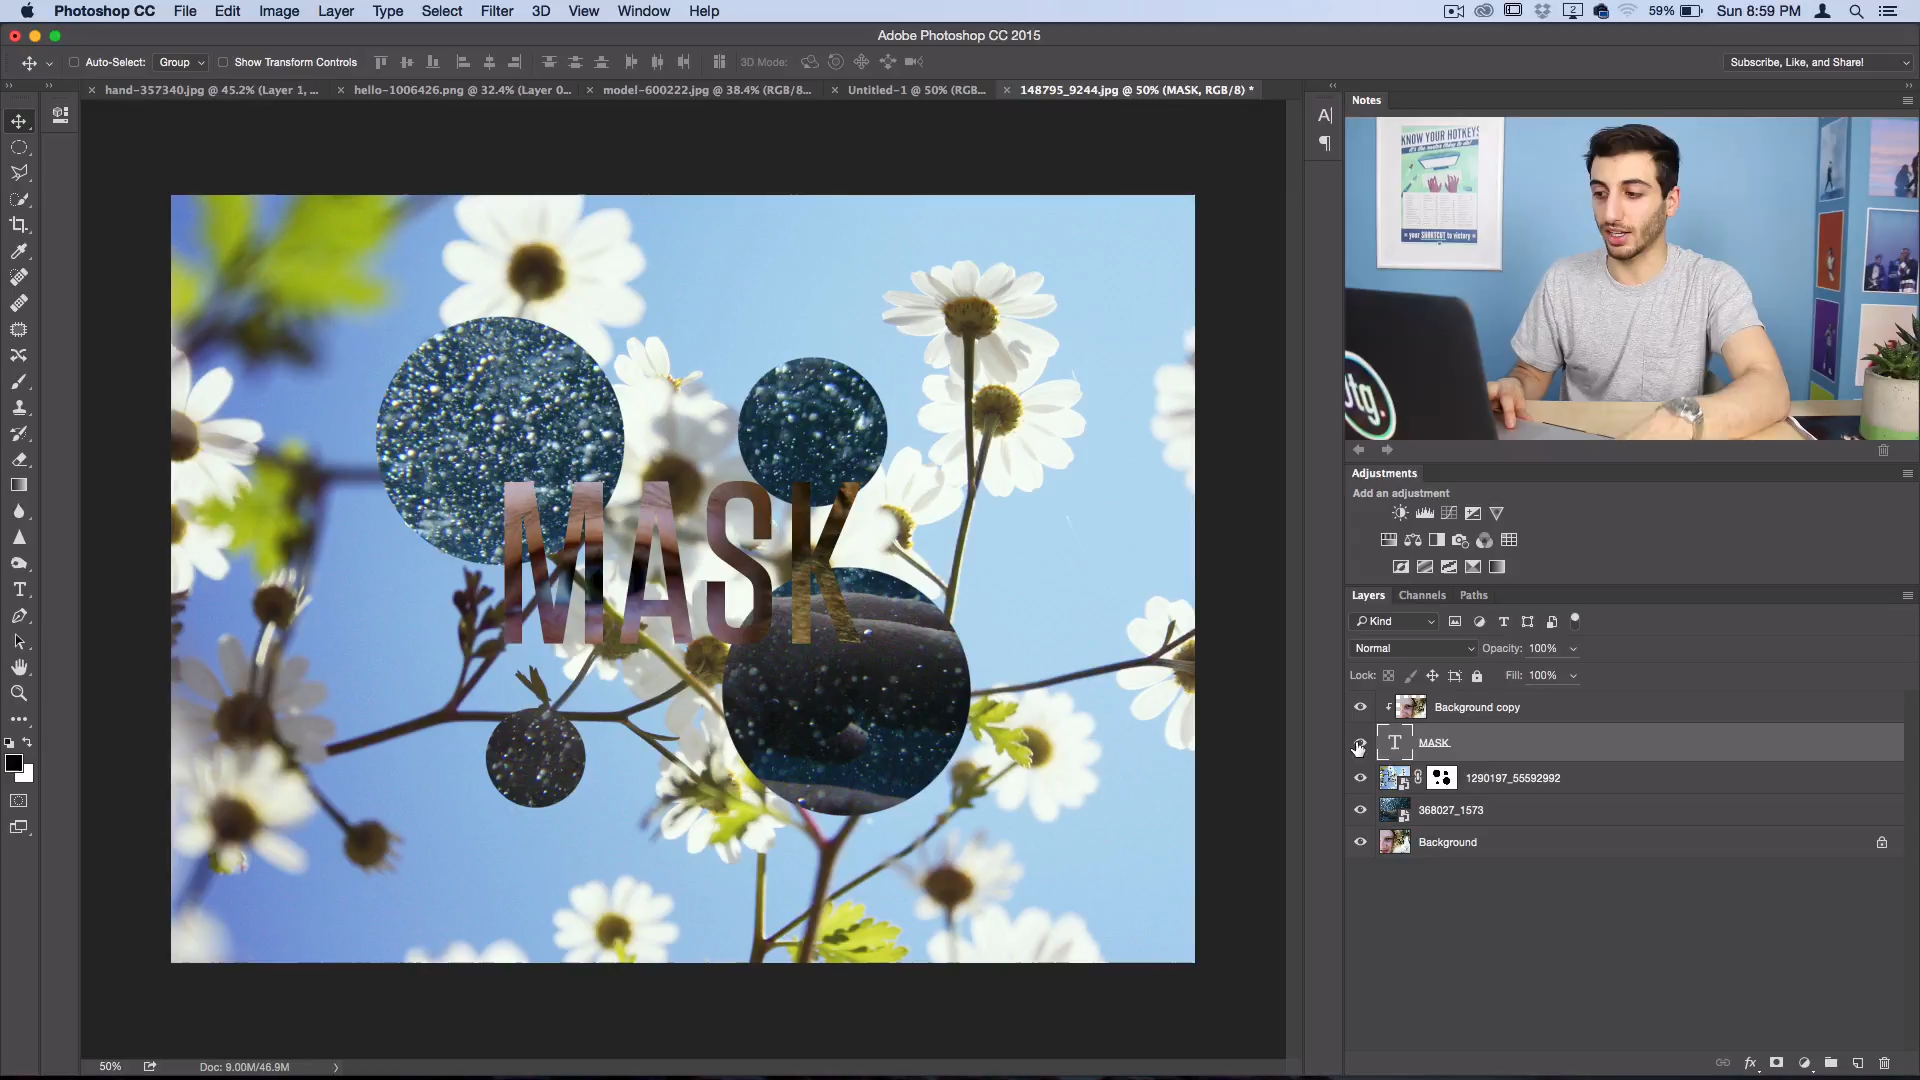 Photoshop CC File Edit Image Layer Type Select Filter 3D View Window Help
2 59% Sun 8:59 PM
Adobe Photoshop CC 2015
Auto-Select: Group Show Transform Controls 3D Mode: Subscribe, Like, and Share!
hand-357340.jpg @ 45.2% (Layer 1, ... hello-1006426.png @ 32.4% (Layer 0... model-600222.jpg @ 38.4% (RGB/8... Untitled-1 @ 50% (RGB... 148795_9244.jpg @ 50% (MASK, RGB/8) *
Notes
KNOW YOUR HOTKEYS
your SHORTCUT to victory
tg.
MASK
Adjustments
Add an adjustment
Layers Channels Paths
Kind
Normal Opacity: 100%
Lock: Fill: 100%
Background copy
MASK
1290197_55592992
368027_1573
Background
50% Doc: 9.00M/46.9M
fx